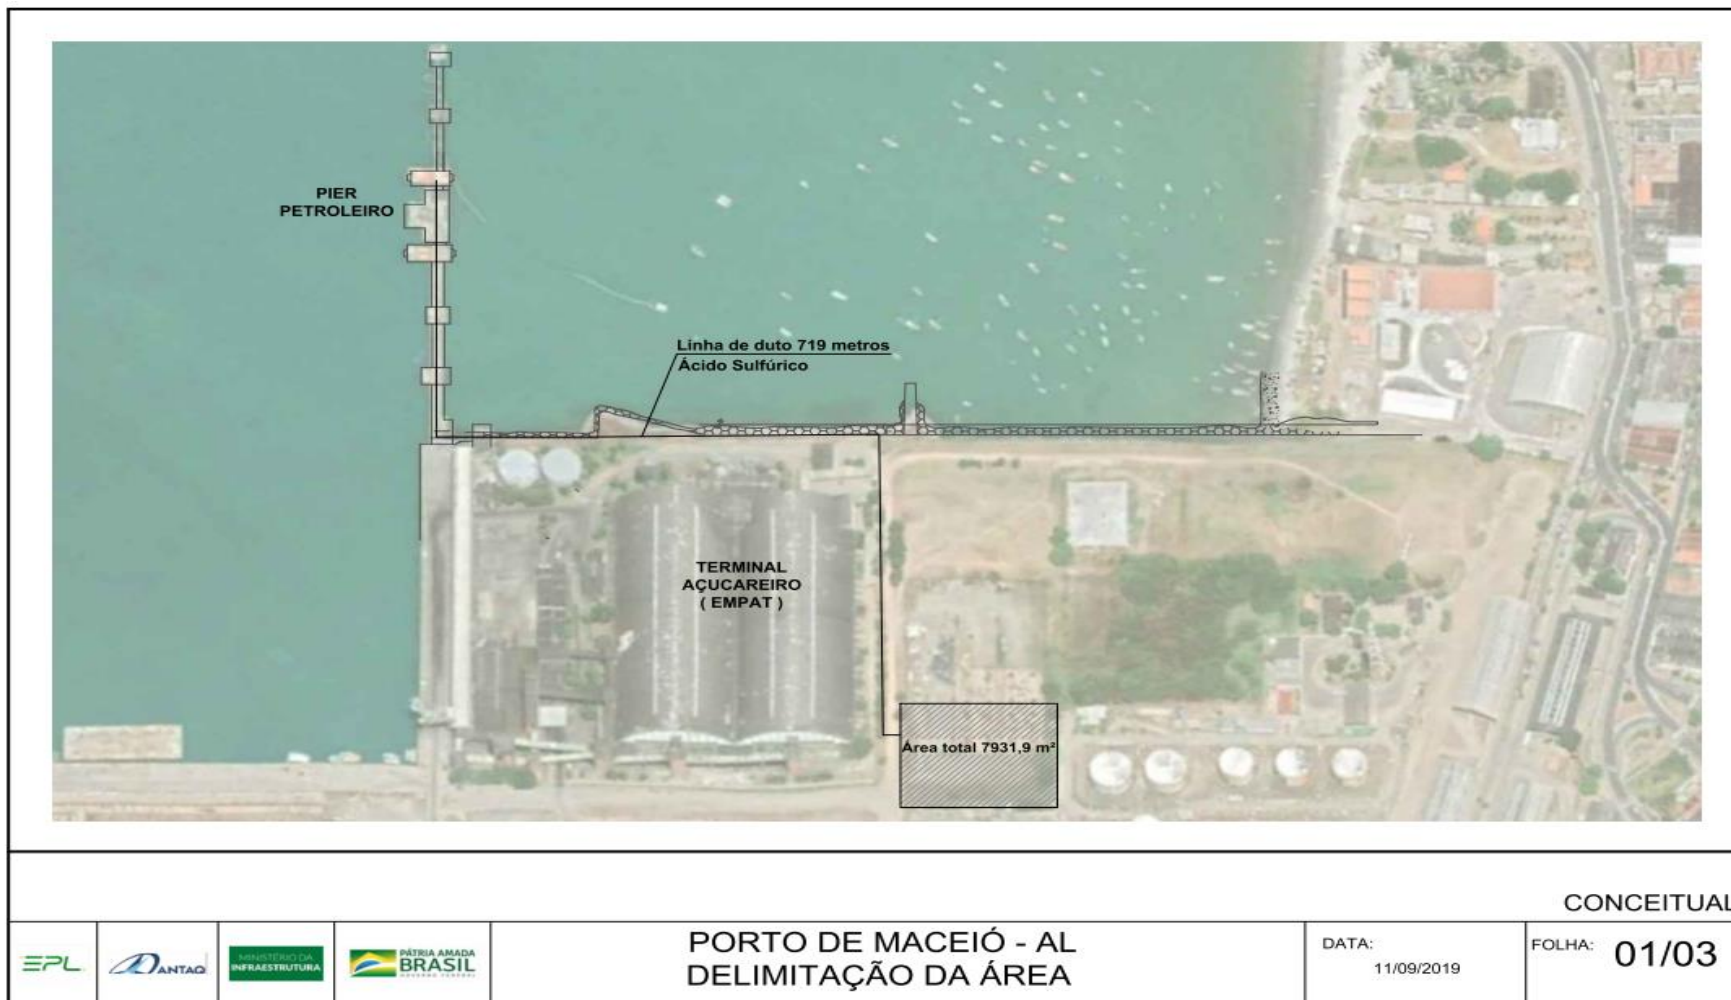 PIER
PETROLEIRO
Linha de duto 719 metros
Ácido Sulfúrico
TERMINAL
AÇUCAREIRO
( EMPAT )
Área total 7931,9 m²
CONCEITUAL
EPL
ANTAQ
MINISTÉRIO DA
INFRAESTRUTURA
PÁTRIA AMADA
BRASIL
GOVERNO FEDERAL
PORTO DE MACEIÓ - AL
DELIMITAÇÃO DA ÁREA
DATA:
11/09/2019
FOLHA: 01/03